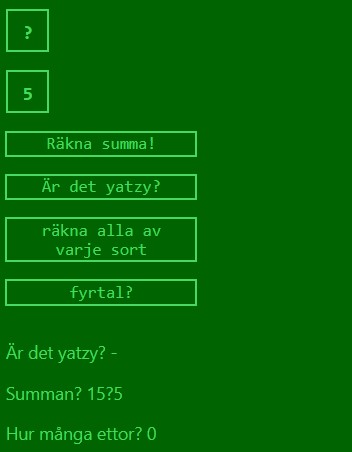 ?
5
Räkna summa!
Är det yatzy?
räkna alla av
varje sort
fyrtal?
Är det yatzy? -
Summan? 15?5
Hur många ettor? 0